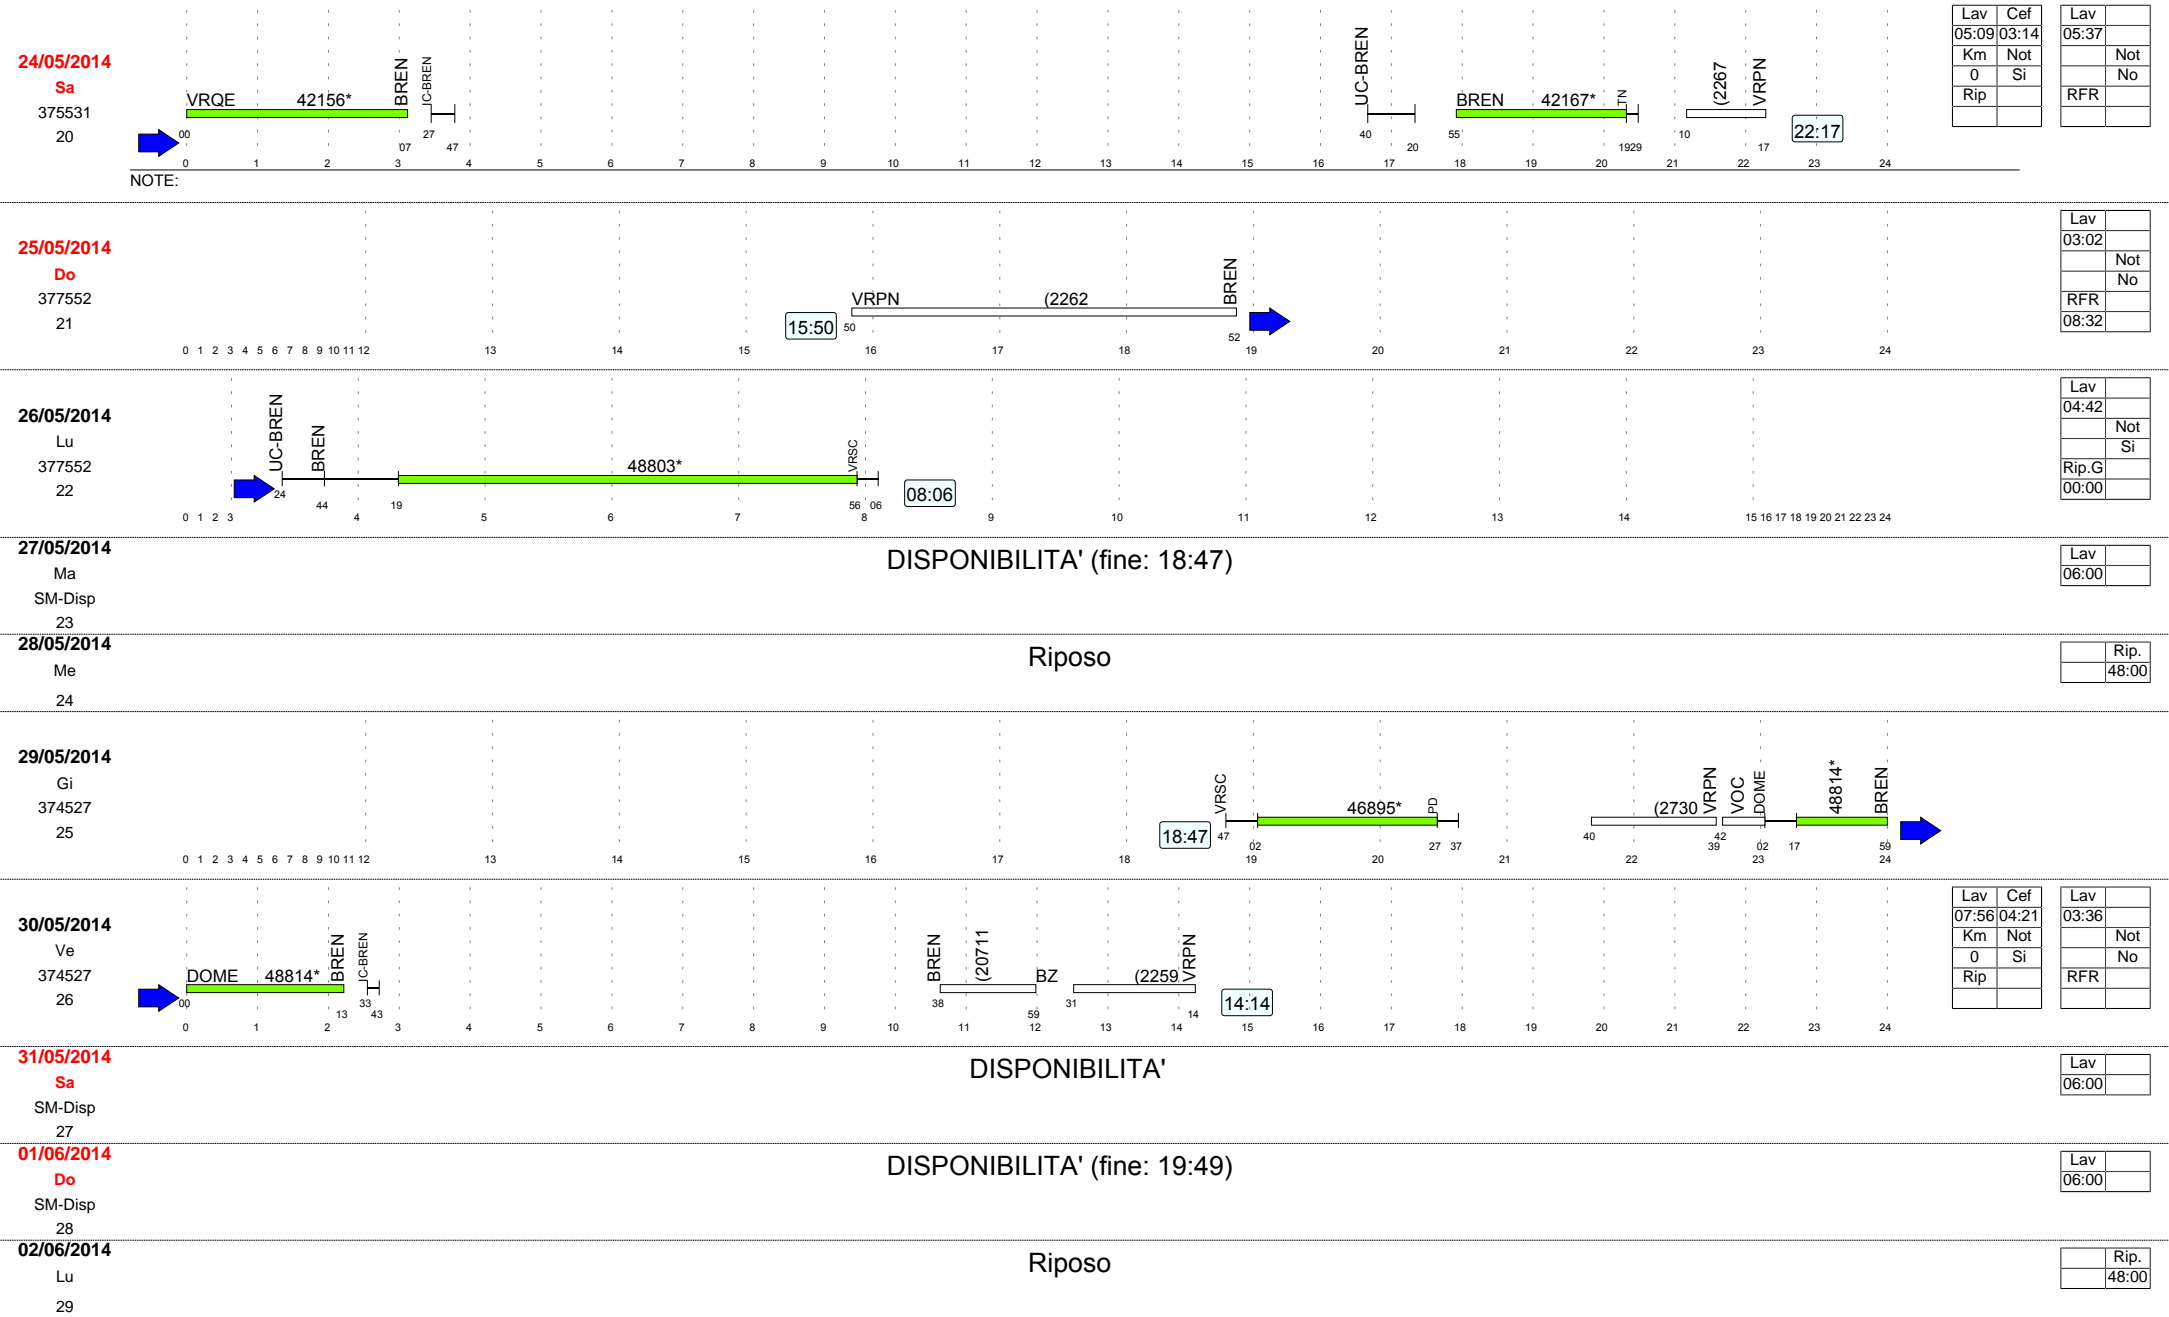 24/05/2014
Sa
375531
20
VRQE 42156* BREN UC-BREN
00 07 27 47
UC-BREN BREN 42167* TN (2267 VRPN
40 20 55 19 29 10 17
22:17
0 1 2 3 4 5 6 7 8 9 10 11 12 13 14 15 16 17 18 19 20 21 22 23 24
Lav Cef Lav
05:09 03:14 05:37
Km Not Not
0 Si No
Rip RFR
NOTE:
25/05/2014
Do
377552
21
15:50
VRPN (2262 BREN
50 52
0 1 2 3 4 5 6 7 8 9 10 11 12 13 14 15 16 17 18 19 20 21 22 23 24
Lav
03:02
Not
No
RFR
08:32
26/05/2014
Lu
377552
22
UC-BREN BREN 48803* VRSC
24 44 19 56 06
08:06
0 1 2 3 4 5 6 7 8 9 10 11 12 13 14 15 16 17 18 19 20 21 22 23 24
Lav
04:42
Not
Si
Rip.G
00:00
27/05/2014
Ma
SM-Disp
23
DISPONIBILITA' (fine: 18:47)
Lav
06:00
28/05/2014
Me
24
Riposo
Rip.
48:00
29/05/2014
Gi
374527
25
18:47
VRSC 46895* PD (2730 VRPN VOC DOME 48814* BREN
47 02 27 37 40 39 42 02 17 59
0 1 2 3 4 5 6 7 8 9 10 11 12 13 14 15 16 17 18 19 20 21 22 23 24
30/05/2014
Ve
374527
26
DOME 48814* BREN UC-BREN
00 13 33 43
BREN (20711 BZ (2259 VRPN
38 59 31 14
14:14
0 1 2 3 4 5 6 7 8 9 10 11 12 13 14 15 16 17 18 19 20 21 22 23 24
Lav Cef Lav
07:56 04:21 03:36
Km Not Not
0 Si No
Rip RFR
31/05/2014
Sa
SM-Disp
27
DISPONIBILITA'
Lav
06:00
01/06/2014
Do
SM-Disp
28
DISPONIBILITA' (fine: 19:49)
Lav
06:00
02/06/2014
Lu
29
Riposo
Rip.
48:00